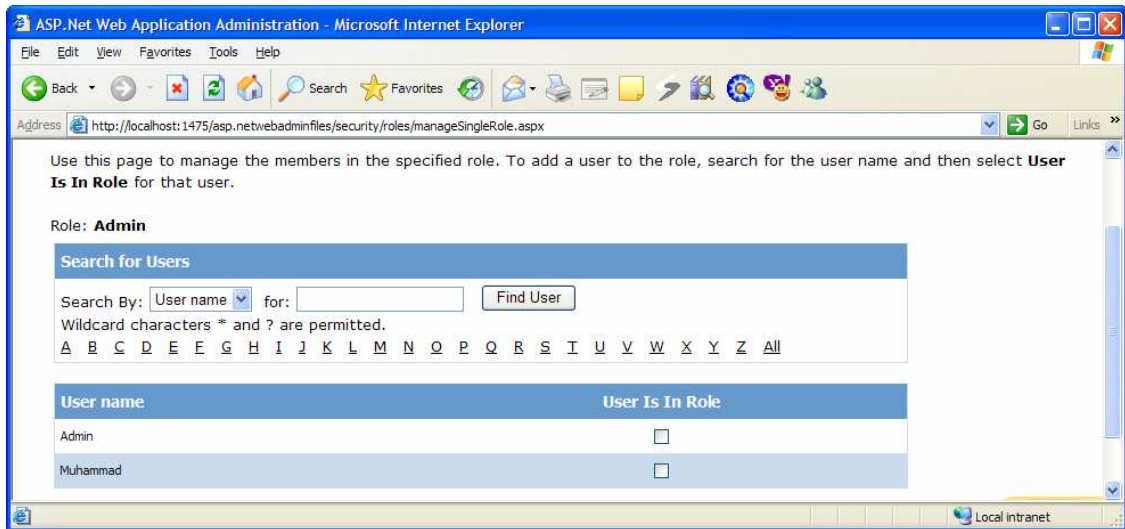 ASP.Net Web Application Administration - Microsoft Internet Explorer
File Edit View Favorites Tools Help
Back Search Favorites
Address http://localhost:1475/asp.netwebadminfiles/security/roles/manageSingleRole.aspx Go Links »
Use this page to manage the members in the specified role. To add a user to the role, search for the user name and then select User
Is In Role for that user.
Role: Admin
Search for Users
Search By: User name for: Find User
Wildcard characters * and ? are permitted.
A B C D E F G H I J K L M N O P Q R S T U V W X Y Z All
User name User Is In Role
Admin
Muhammad
Local intranet